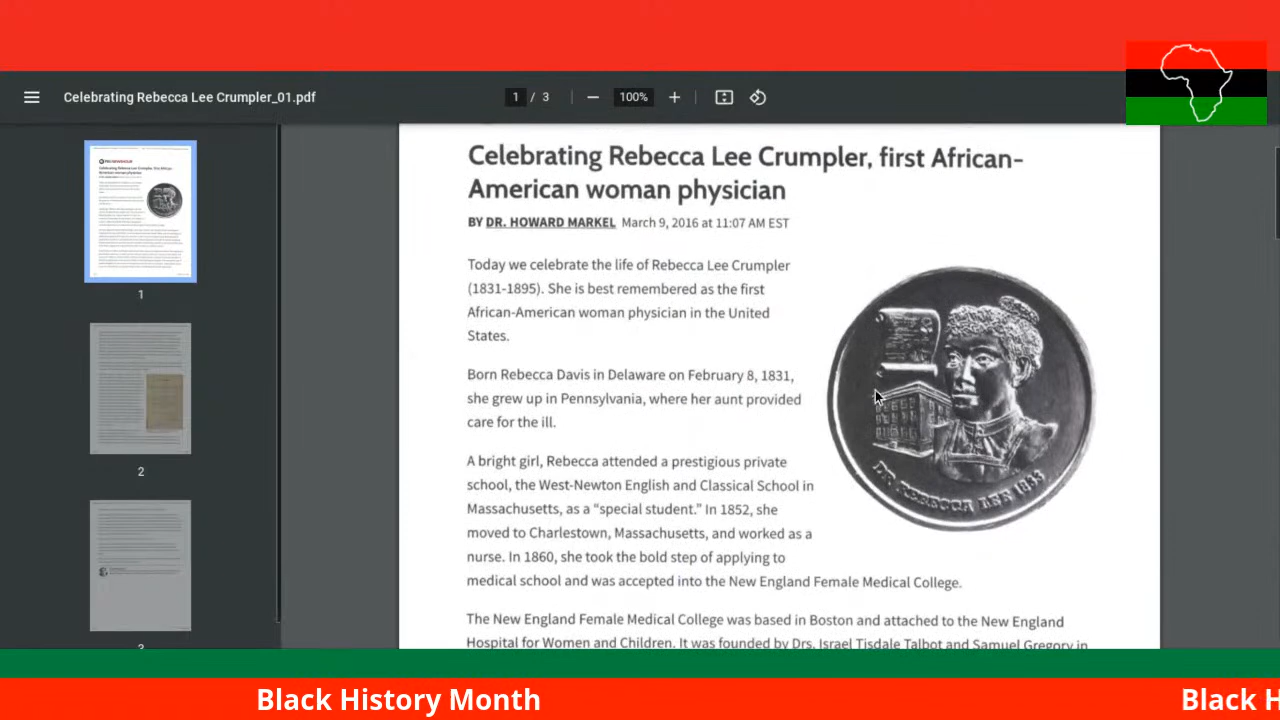 Celebrating Rebecca Lee Crumpler_01.pdf
1 / 3
100%
1
2
Celebrating Rebecca Lee Crumpler, first African-
American woman physician
BY DR. HOWARD MARKEL March 9, 2016 at 11:07 AM EST
Today we celebrate the life of Rebecca Lee Crumpler
(1831-1895). She is best remembered as the first
African-American woman physician in the United
States.
Born Rebecca Davis in Delaware on February 8, 1831,
she grew up in Pennsylvania, where her aunt provided
care for the ill.
A bright girl, Rebecca attended a prestigious private
school, the West-Newton English and Classical School in
Massachusetts, as a “special student.” In 1852, she
moved to Charlestown, Massachusetts, and worked as a
nurse. In 1860, she took the bold step of applying to
medical school and was accepted into the New England Female Medical College.
The New England Female Medical College was based in Boston and attached to the New England
Hospital for Women and Children. It was founded by Drs. Israel Tisdale Talbot and Samuel Gregory in
DR REBECCA LEE
Black History Month
Black H